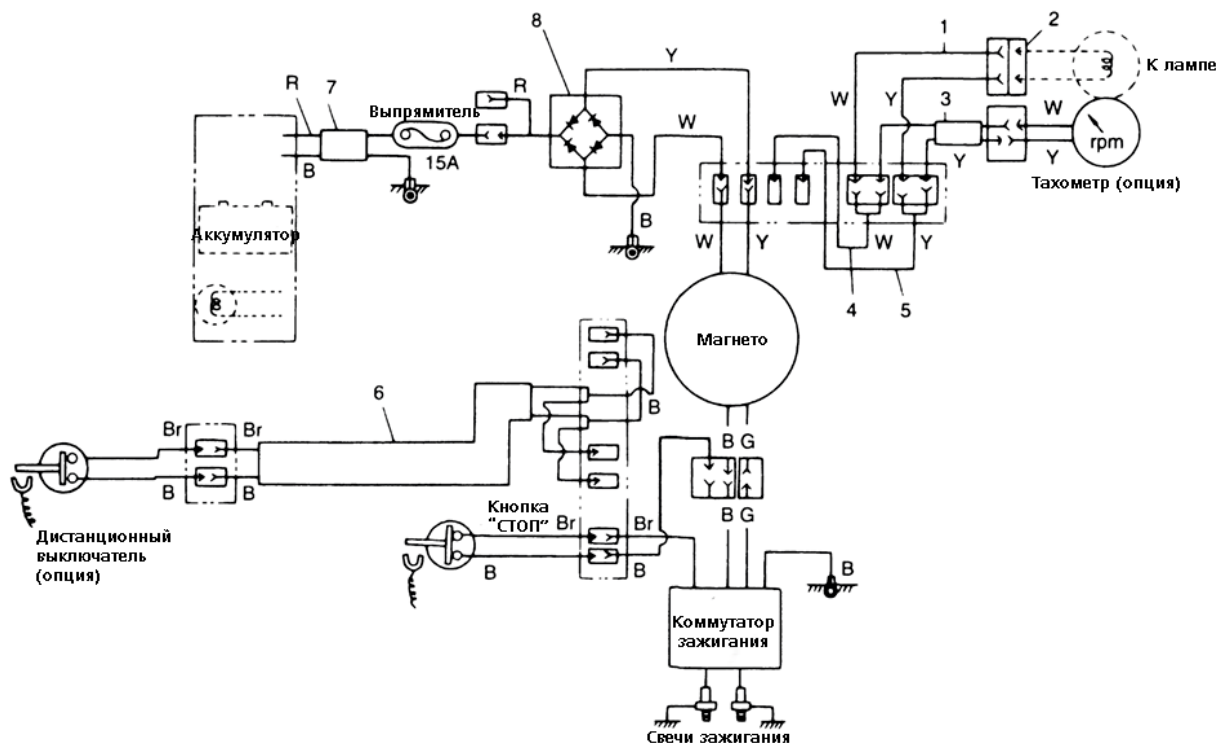 8
1
2
К лампе
Y
R
7
R
Выпрямитель
W
W
Y
3
W
rpm
15A
Y
Y
Тахометр (опция)
B
B
Аккумулятор
W
Y
W
Y
4
5
8
Магнето
6
B
Br
Br
B
G
B
B
Дистанционный
выключатель
(опция)
Кнопка
"СТОП"
Br
Br
B
G
B
B
B
Коммутатор
зажигания
Свечи зажигания